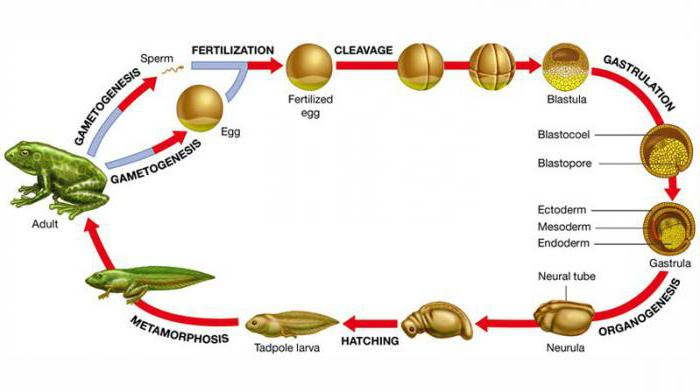 Sperm
FERTILIZATION
CLEAVAGE
GAMETOGENESIS
Egg
GAMETOGENESIS
Fertilized
egg
Blastula
GASTRULATION
Blastocoel
Blastopore
Ectoderm
Mesoderm
Endoderm
Gastrula
Adult
ORGANOGENESIS
Neural tube
Neurula
HATCHING
Tadpole larva
METAMORPHOSIS